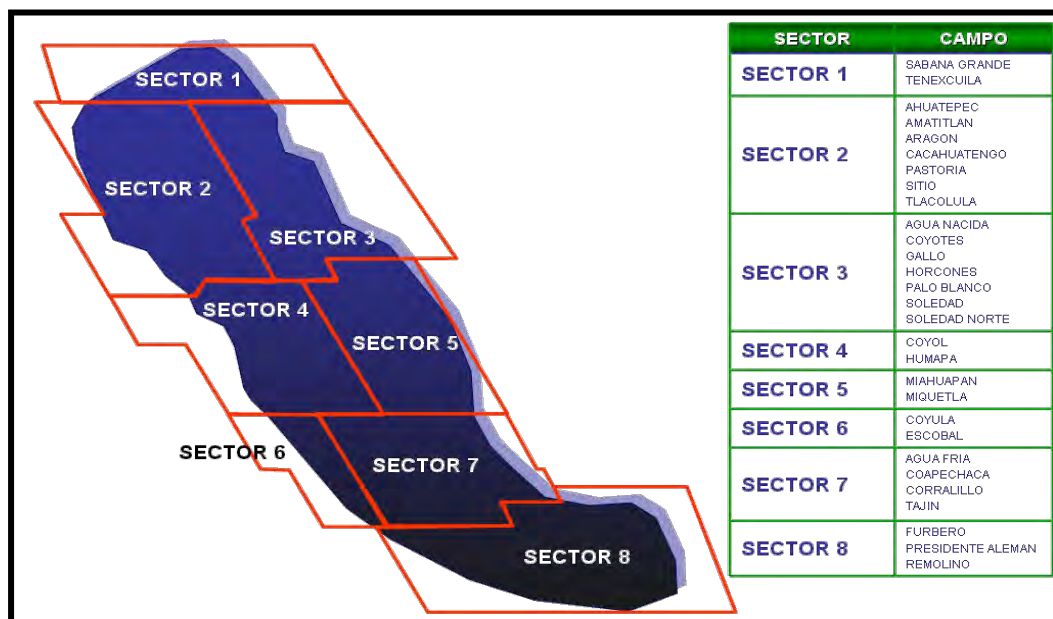 SECTOR 1
SECTOR 2
SECTOR 3
SECTOR 4
SECTOR 5
SECTOR 6
SECTOR 7
SECTOR 8
SECTOR CAMPO
SECTOR 1
SABANA GRANDE
TENEXCUILA
SECTOR 2
AHUATEPEC
AMATITLAN
ARAGON
CACAHUATENGO
PASTORIA
SITIO
TLACOLULA
SECTOR 3
AGUA NACIDA
COYOTES
GALLO
HORCONES
PALO BLANCO
SOLEDAD
SOLEDAD NORTE
SECTOR 4
COYOL
HUMAPA
SECTOR 5
MIAHUAPAN
MIQUETLA
SECTOR 6
COYULA
ESCOBAL
SECTOR 7
AGUA FRIA
COAPECHACA
CORRALILLO
TAJIN
SECTOR 8
FURBERO
PRESIDENTE ALEMAN
REMOLINO